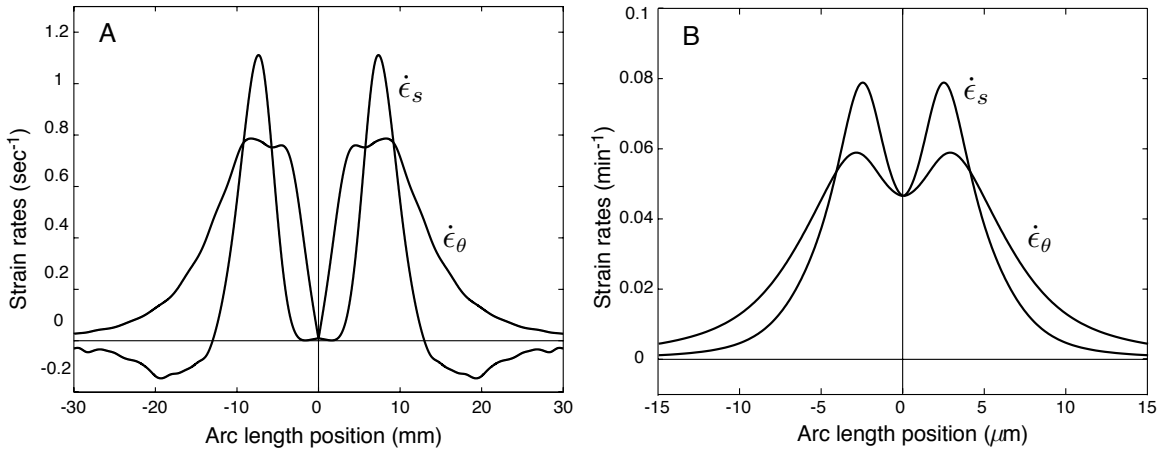 A
1.2
1
0.8
0.6
0.4
0.2
0
-0.2
Strain rates (sec⁻¹)
ϵ̇ₛ
ϵ̇_θ
-30 -20 -10 0 10 20 30
Arc length position (mm)
B
0.1
0.08
0.06
0.04
0.02
0
Strain rates (min⁻¹)
ϵ̇ₛ
ϵ̇_θ
-15 -10 -5 0 5 10 15
Arc length position (μm)